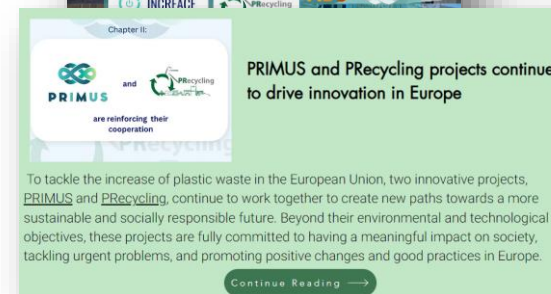 INCREACE
PRecycling
Chapter II:
PRIMUS
and
PRecycling
are reinforcing their
cooperation
PRecycling
PRIMUS and PRecycling projects continue
to drive innovation in Europe
To tackle the increase of plastic waste in the European Union, two innovative projects,
PRIMUS and PRecycling, continue to work together to create new paths towards a more
sustainable and socially responsible future. Beyond their environmental and technological
objectives, these projects are fully committed to having a meaningful impact on society,
tackling urgent problems, and promoting positive changes and good practices in Europe.
Continue Reading →